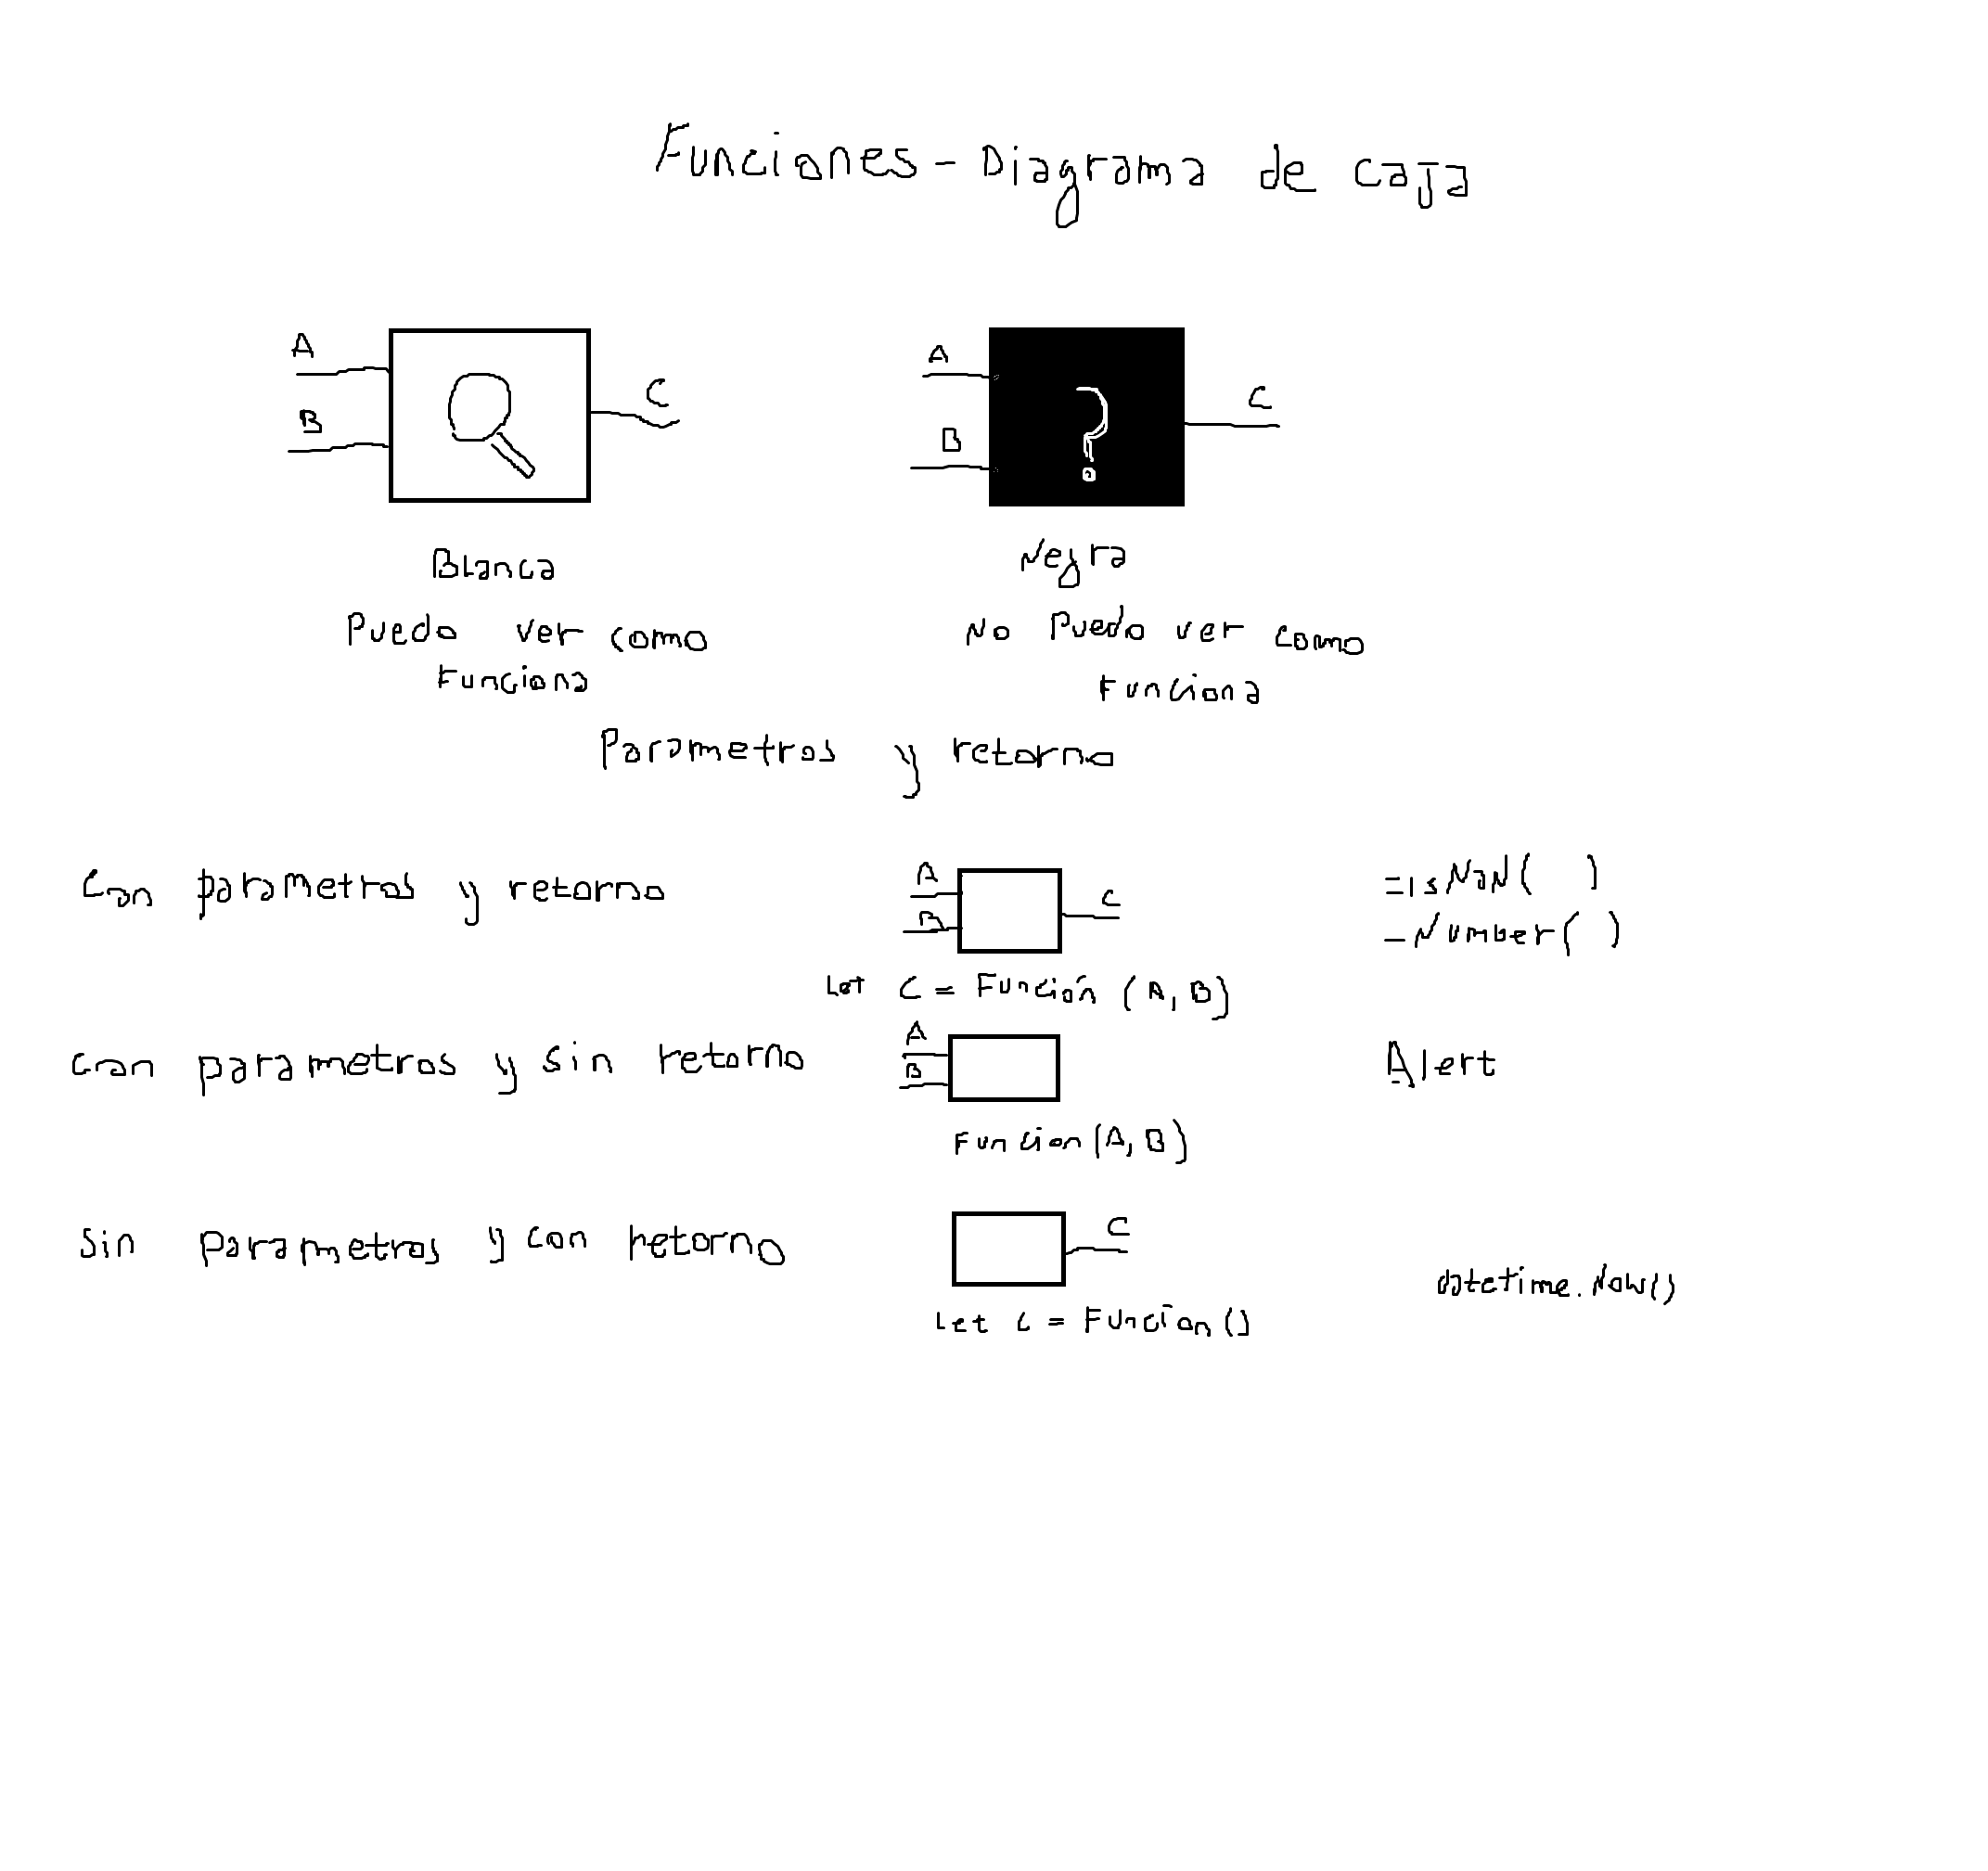 Funciones - Diagrama de caja
A
B
C
A
B
C
Blanca
Puedo ver como
Funciona
Negra
No Puedo ver como
Funciona
Parametros y retorno
Con parametros y retorno
A
B
C
=isNaN( )
-Number( )
Let C = Función (A, B)
con parametros y sin retorno
A
B
Alert
Funcion(A, B)
Sin parametros y con retorno
C
datetime.Now()
Let C = Funcion()